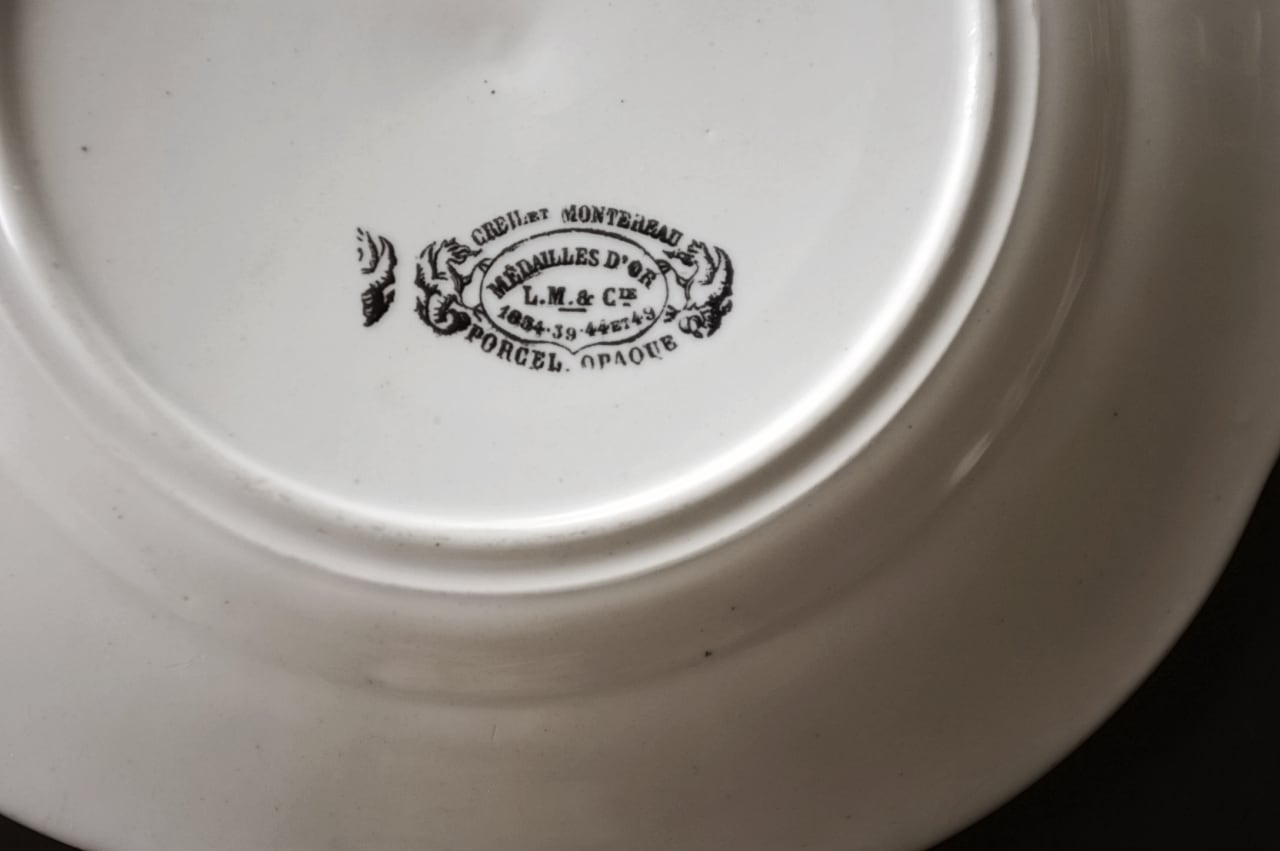 CREIL ET MONTEREAU
MÉDAILLES D'OR
L.M. & CIE
1834·39·44 ET 49
PORCEL. OPAQUE